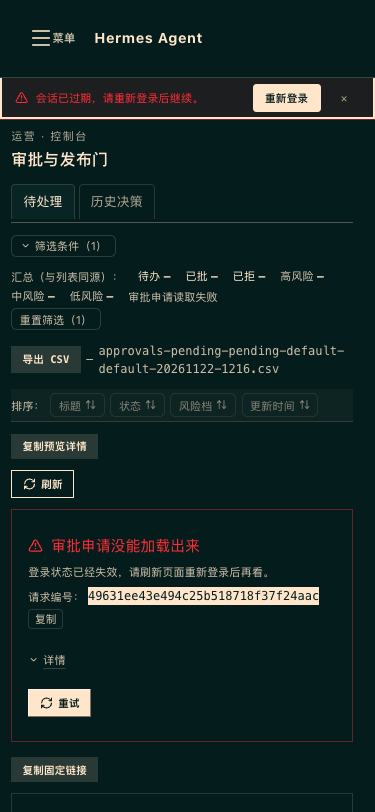 菜单 Hermes Agent
会话已过期，请重新登录后继续。 重新登录 ×
运营 · 控制台
审批与发布门
待处理 历史决策
筛选条件 (1)
汇总（与列表同源）： 待办 — 已批 — 已拒 — 高风险 —
中风险 — 低风险 — 审批申请读取失败
重置筛选 (1)
导出 CSV — approvals-pending-pending-default-
default-20261122-1216.csv
排序： 标题 状态 风险档 更新时间
复制预览详情
刷新
审批申请没能加载出来
登录状态已经失效，请刷新页面重新登录后再看。
请求编号： 49631ee43e494c25b518718f37f24aac
复制
详情
重试
复制固定链接